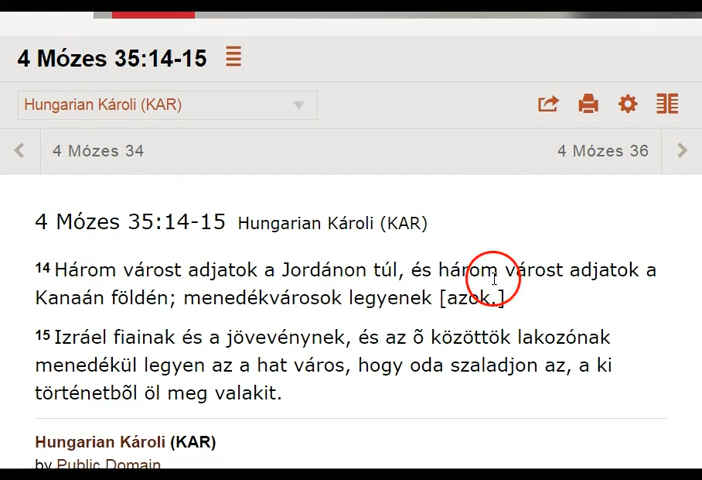 4 Mózes 35:14-15
Hungarian Károli (KAR)
4 Mózes 34
4 Mózes 36
4 Mózes 35:14-15 Hungarian Károli (KAR)
14 Három várost adjatok a Jordánon túl, és három várost adjatok a
Kanaán földén; menedékvárosok legyenek [azok.]
15 Izráel fiainak és a jövevénynek, és az õ közöttök lakozónak
menedékül legyen az a hat város, hogy oda szaladjon az, a ki
történetbõl öl meg valakit.
Hungarian Károli (KAR)
by Public Domain